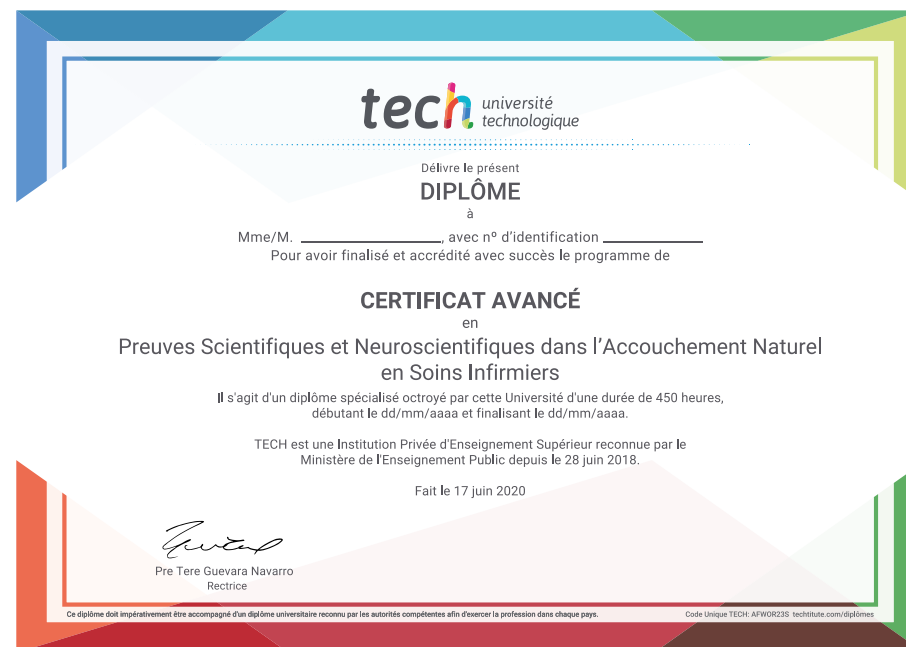 tech université
technologique
Délivre le présent
DIPLÔME
à
Mme/M. ____________________, avec nº d'identification ______________
Pour avoir finalisé et accrédité avec succès le programme de
CERTIFICAT AVANCÉ
en
Preuves Scientifiques et Neuroscientifiques dans l'Accouchement Naturel
en Soins Infirmiers
Il s'agit d'un diplôme spécialisé octroyé par cette Université d'une durée de 450 heures,
débutant le dd/mm/aaaa et finalisant le dd/mm/aaaa.
TECH est une Institution Privée d'Enseignement Supérieur reconnue par le
Ministère de l'Enseignement Public depuis le 28 juin 2018.
Fait le 17 juin 2020
Pre Tere Guevara Navarro
Rectrice
Ce diplôme doit impérativement être accompagné d'un diplôme universitaire reconnu par les autorités compétentes afin d'exercer la profession dans chaque pays.
Code Unique TECH: AFWOR23S techtitute.com/diplômes